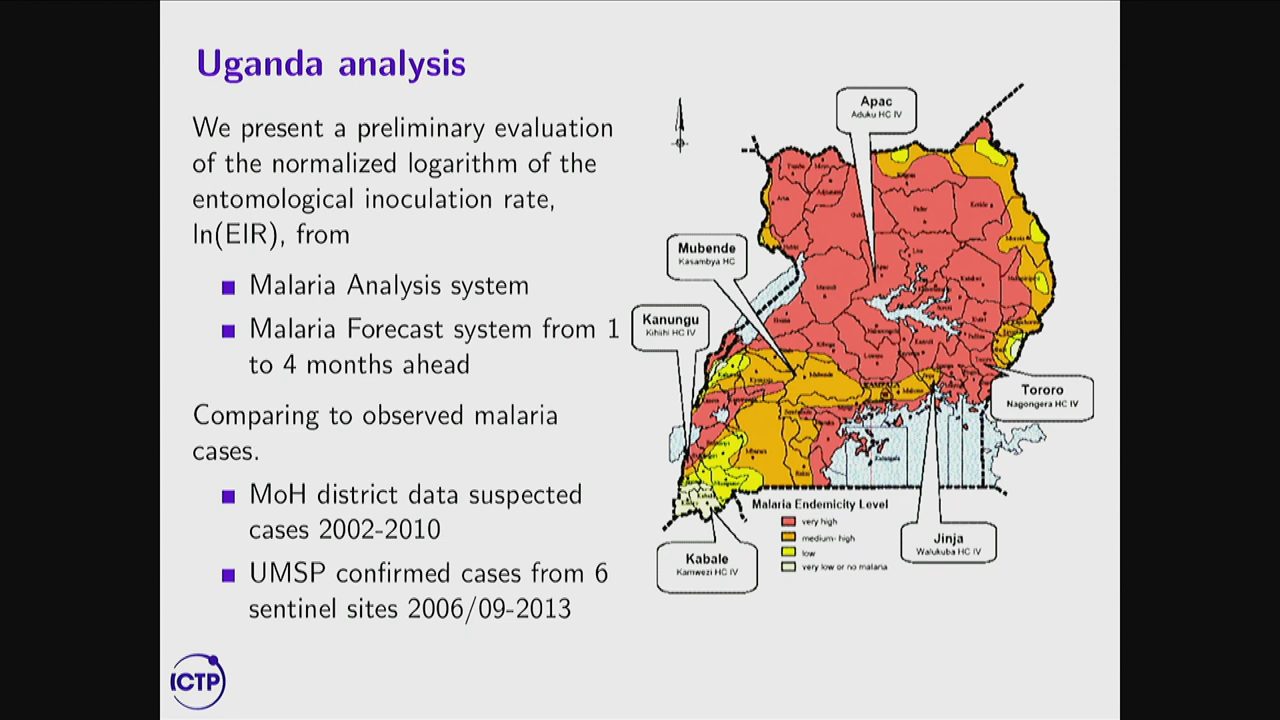 Uganda analysis
We present a preliminary evaluation
of the normalized logarithm of the
entomological inoculation rate,
ln(EIR), from
Malaria Analysis system
Malaria Forecast system from 1
to 4 months ahead
Comparing to observed malaria
cases.
MoH district data suspected
cases 2002-2010
UMSP confirmed cases from 6
sentinel sites 2006/09-2013
ICTP
Apac
Aduku HC IV
Mubende
Kasambya HC
Kanungu
Kihihi HC IV
Tororo
Nagongera HC IV
Malaria Endemicity Level
very high
medium- high
low
very low or no malaria
Jinja
Walukuba HC IV
Kabale
Kamwezi HC IV